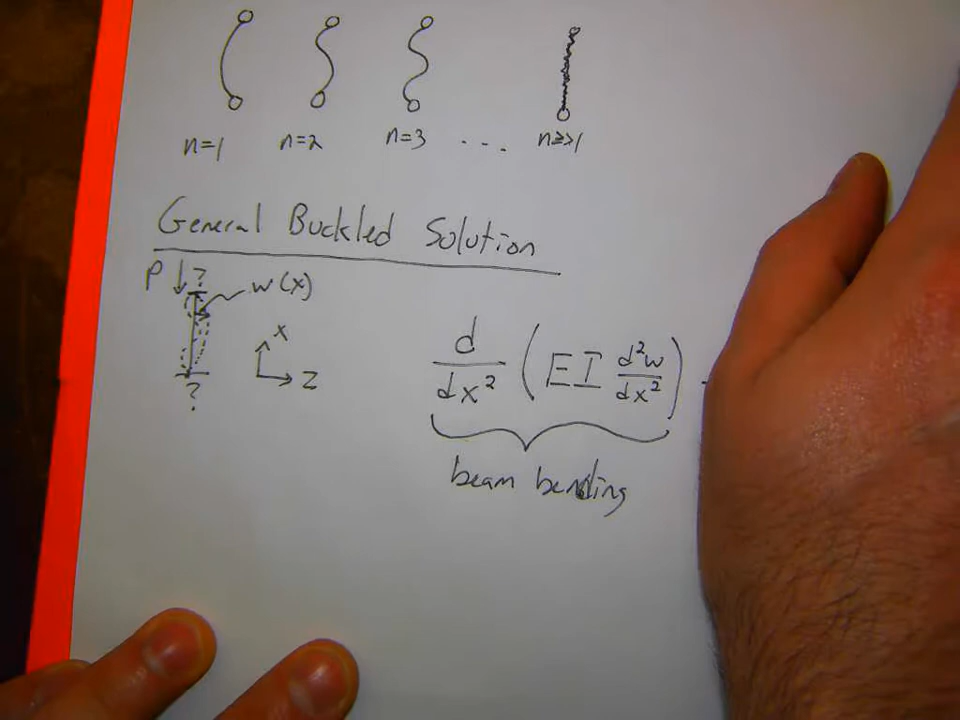 n=1 n=2 n=3 ... n>>1
General Buckled Solution
P ? w(x)
x
z
?
d/dx² (EI d²w/dx²)
beam bending